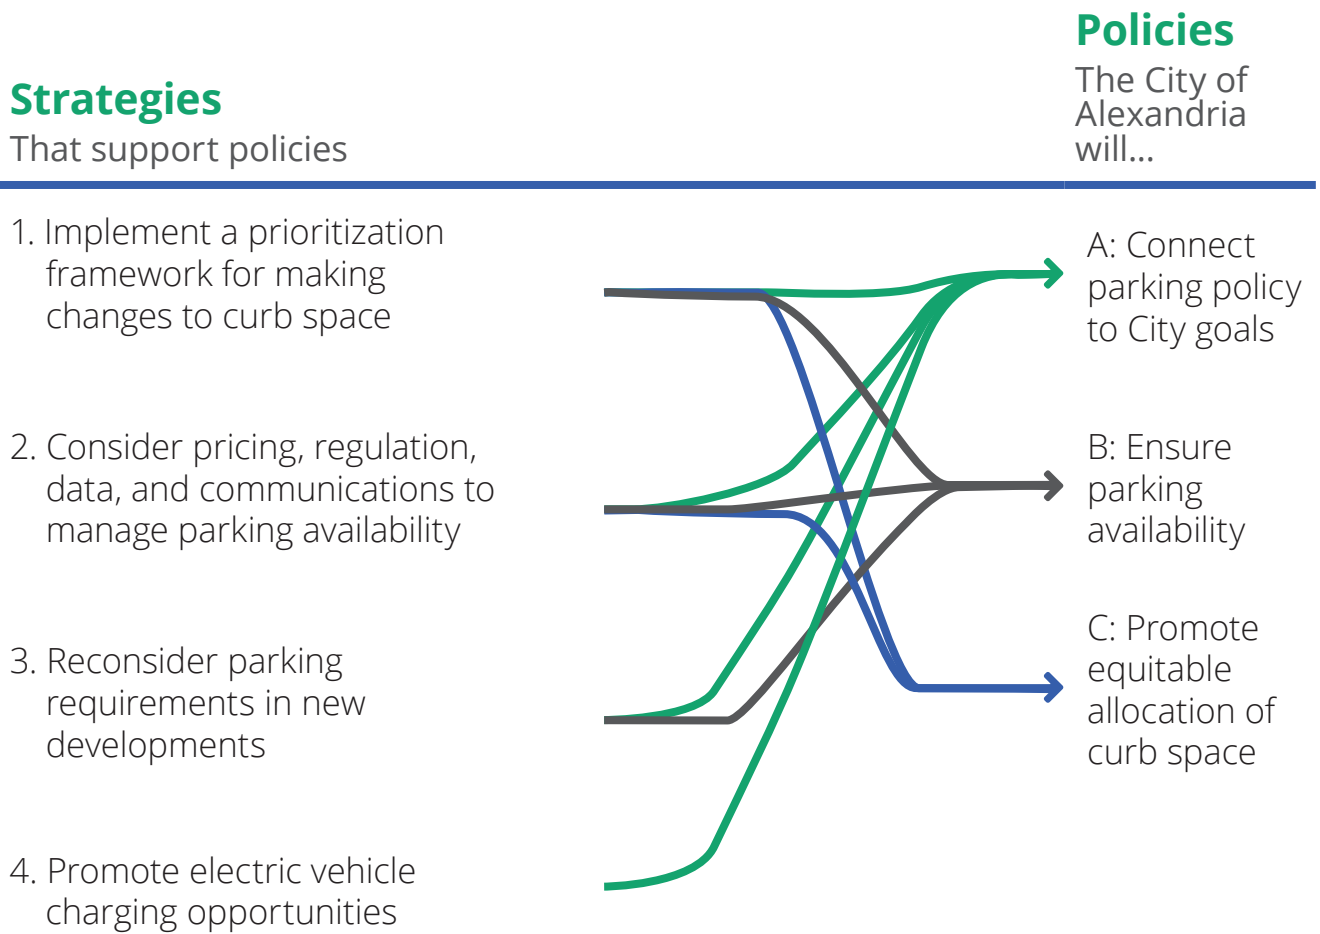 Strategies
That support policies
Policies
The City of
Alexandria
will...
1. Implement a prioritization
framework for making
changes to curb space
2. Consider pricing, regulation,
data, and communications to
manage parking availability
3. Reconsider parking
requirements in new
developments
4. Promote electric vehicle
charging opportunities
A: Connect
parking policy
to City goals
B: Ensure
parking
availability
C: Promote
equitable
allocation of
curb space